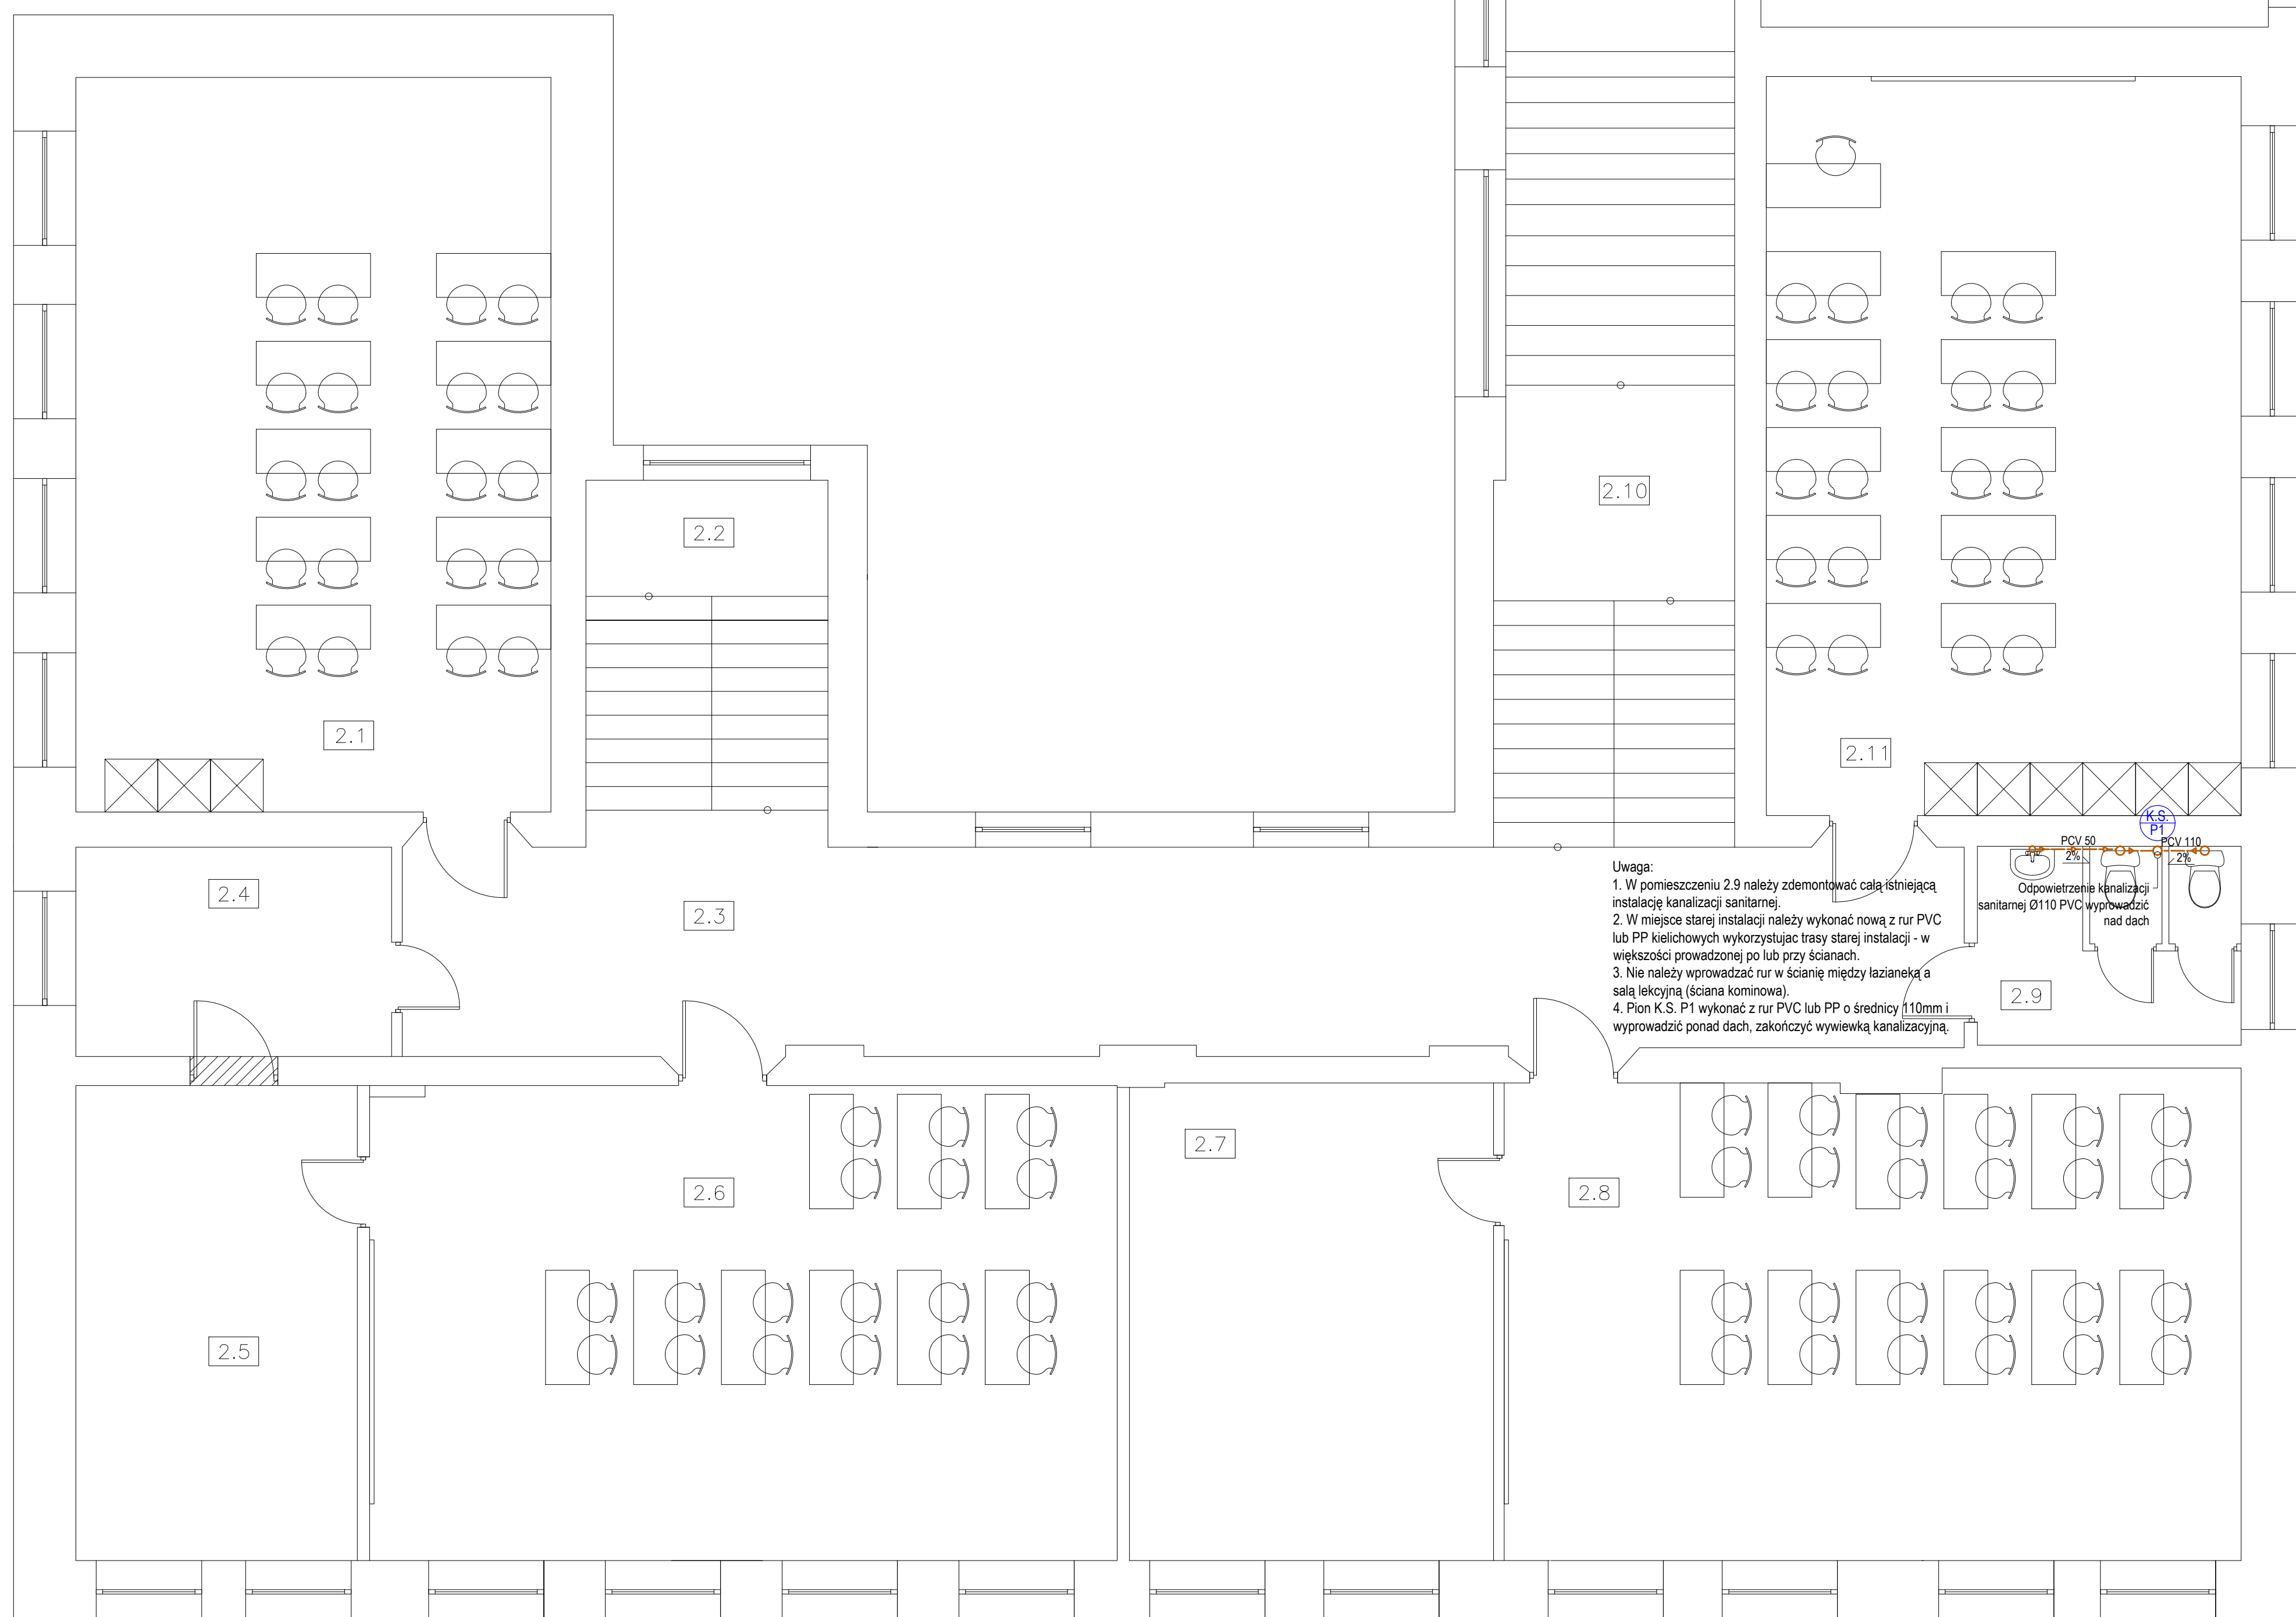 2.10
2.2
2.1
2.11
K.S.
P1
PCV 50
2%
PCV 110
2%
Odpowietrzenie kanalizacji
sanitarnej Ø110 PVC wyprowadzić
nad dach
Uwaga:
1. W pomieszczeniu 2.9 należy zdemontować całą istniejącą
instalację kanalizacji sanitarnej.
2. W miejsce starej instalacji należy wykonać nową z rur PVC
lub PP kielichowych wykorzystujac trasy starej instalacji - w
większości prowadzonej po lub przy ścianach.
3. Nie należy wprowadzać rur w ścianię między łazianeką a
salą lekcyjną (ściana kominowa).
4. Pion K.S. P1 wykonać z rur PVC lub PP o średnicy 110mm i
wyprowadzić ponad dach, zakończyć wywiewką kanalizacyjną.
2.4
2.3
2.9
2.7
2.6
2.8
2.5